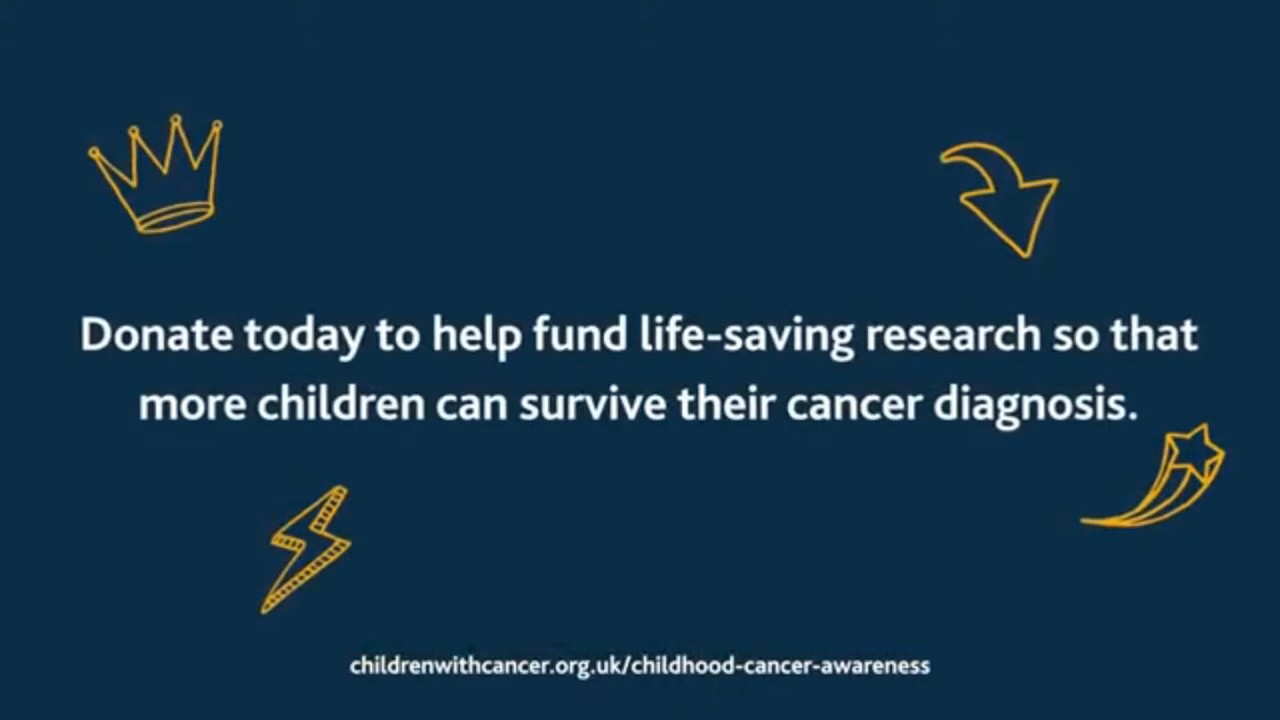 Donate today to help fund life-saving research so that
more children can survive their cancer diagnosis.
childrenwithcancer.org.uk/childhood-cancer-awareness